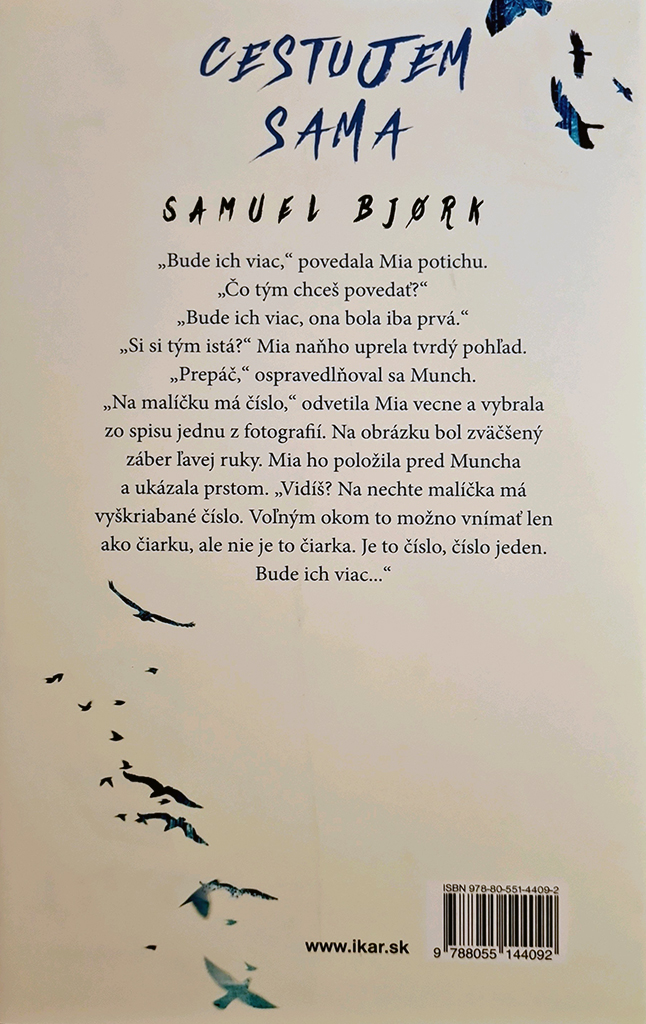 CESTUJEM
SAMA
SAMUEL BJØRK
„Bude ich viac,“ povedala Mia potichu.
„Čo tým chceš povedať?“
„Bude ich viac, ona bola iba prvá.“
„Si si tým istá?“ Mia naňho uprela tvrdý pohľad.
„Prepáč,“ ospravedlňoval sa Munch.
„Na malíčku má číslo,“ odvetila Mia vecne a vybrala
zo spisu jednu z fotografií. Na obrázku bol zväčšený
záber ľavej ruky. Mia ho položila pred Muncha
a ukázala prstom. „Vidíš? Na nechte malíčka má
vyškriabané číslo. Voľným okom to možno vnímať len
ako čiarku, ale nie je to čiarka. Je to číslo, číslo jeden.
Bude ich viac...“
ISBN 978-80-551-4409-2
www.ikar.sk
9 788055 144092